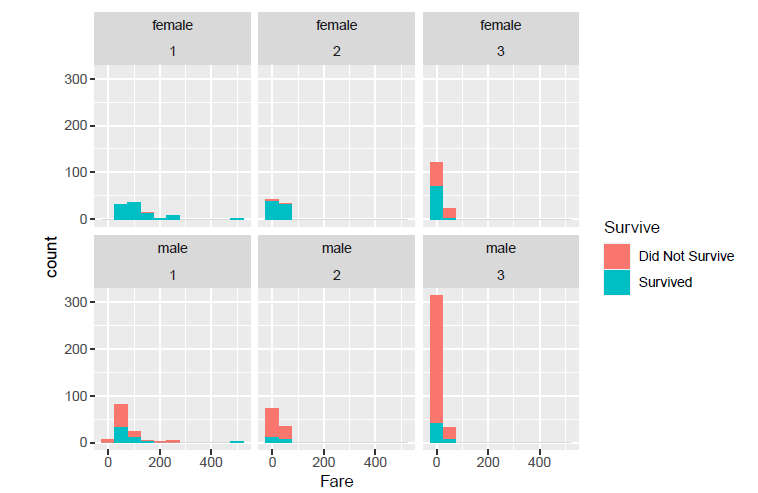 female female female
1 2 3
300
200
100
0
male male male
1 2 3
300
200
100
0
0 200 400 0 200 400 0 200 400
Fare
count
Survive
Did Not Survive
Survived